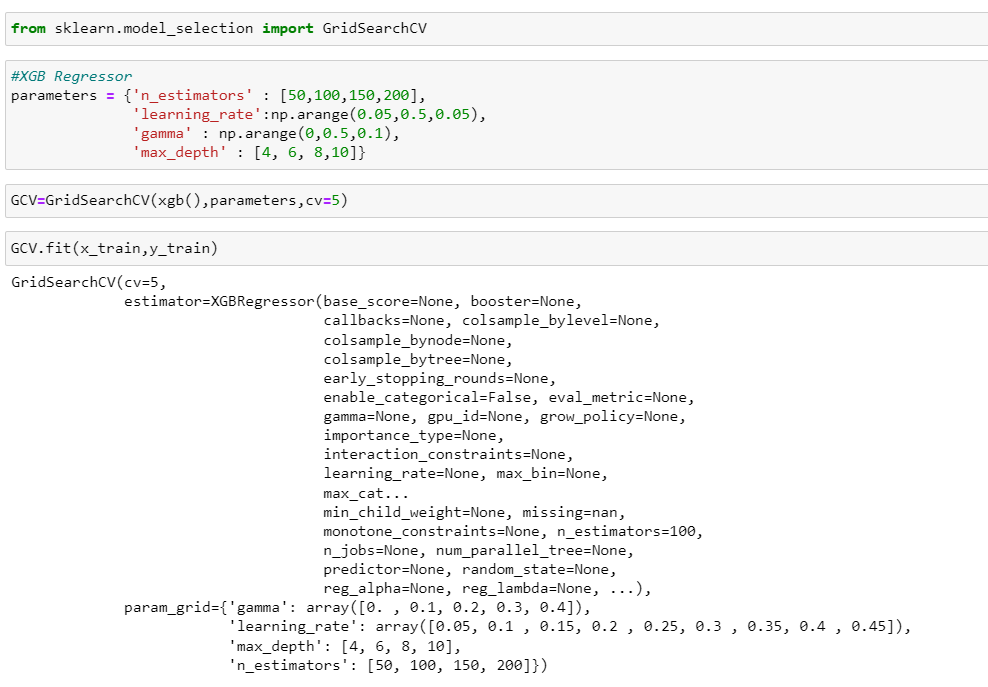 from sklearn.model_selection import GridSearchCV
#XGB Regressor
parameters = {'n_estimators' : [50,100,150,200],
'learning_rate':np.arange(0.05,0.5,0.05),
'gamma' : np.arange(0,0.5,0.1),
'max_depth' : [4, 6, 8,10]}
GCV=GridSearchCV(xgb(),parameters,cv=5)
GCV.fit(x_train,y_train)
GridSearchCV(cv=5,
estimator=XGBRegressor(base_score=None, booster=None,
callbacks=None, colsample_bylevel=None,
colsample_bynode=None,
colsample_bytree=None,
early_stopping_rounds=None,
enable_categorical=False, eval_metric=None,
gamma=None, gpu_id=None, grow_policy=None,
importance_type=None,
interaction_constraints=None,
learning_rate=None, max_bin=None,
max_cat...
min_child_weight=None, missing=nan,
monotone_constraints=None, n_estimators=100,
n_jobs=None, num_parallel_tree=None,
predictor=None, random_state=None,
reg_alpha=None, reg_lambda=None, ...),
param_grid={'gamma': array([0. , 0.1, 0.2, 0.3, 0.4]),
'learning_rate': array([0.05, 0.1 , 0.15, 0.2 , 0.25, 0.3 , 0.35, 0.4 , 0.45]),
'max_depth': [4, 6, 8, 10],
'n_estimators': [50, 100, 150, 200]})